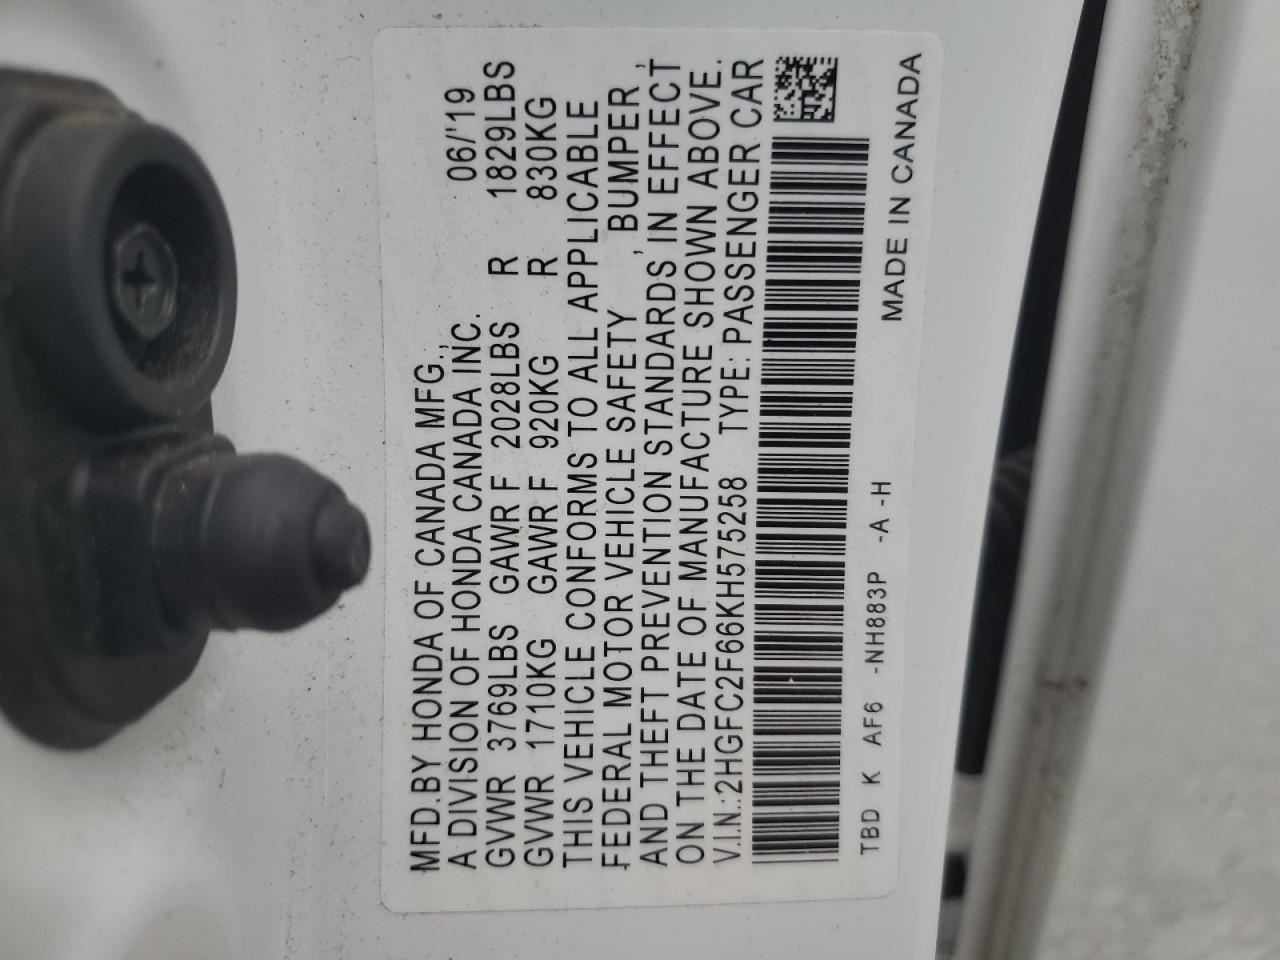 MFD.BY HONDA OF CANADA MFG.,
A DIVISION OF HONDA CANADA INC. 06/'19
GVWR 3769LBS GAWR F 2028LBS R 1829LBS
GVWR 1710KG GAWR F 920KG R 830KG
THIS VEHICLE CONFORMS TO ALL APPLICABLE
FEDERAL MOTOR VEHICLE SAFETY , BUMPER,
AND THEFT PREVENTION STANDARDS IN EFFECT
ON THE DATE OF MANUFACTURE SHOWN ABOVE.
V.I.N.:2HGFC2F66KH575258 TYPE: PASSENGER CAR
TBD K AF6 -NH883P -A -H MADE IN CANADA